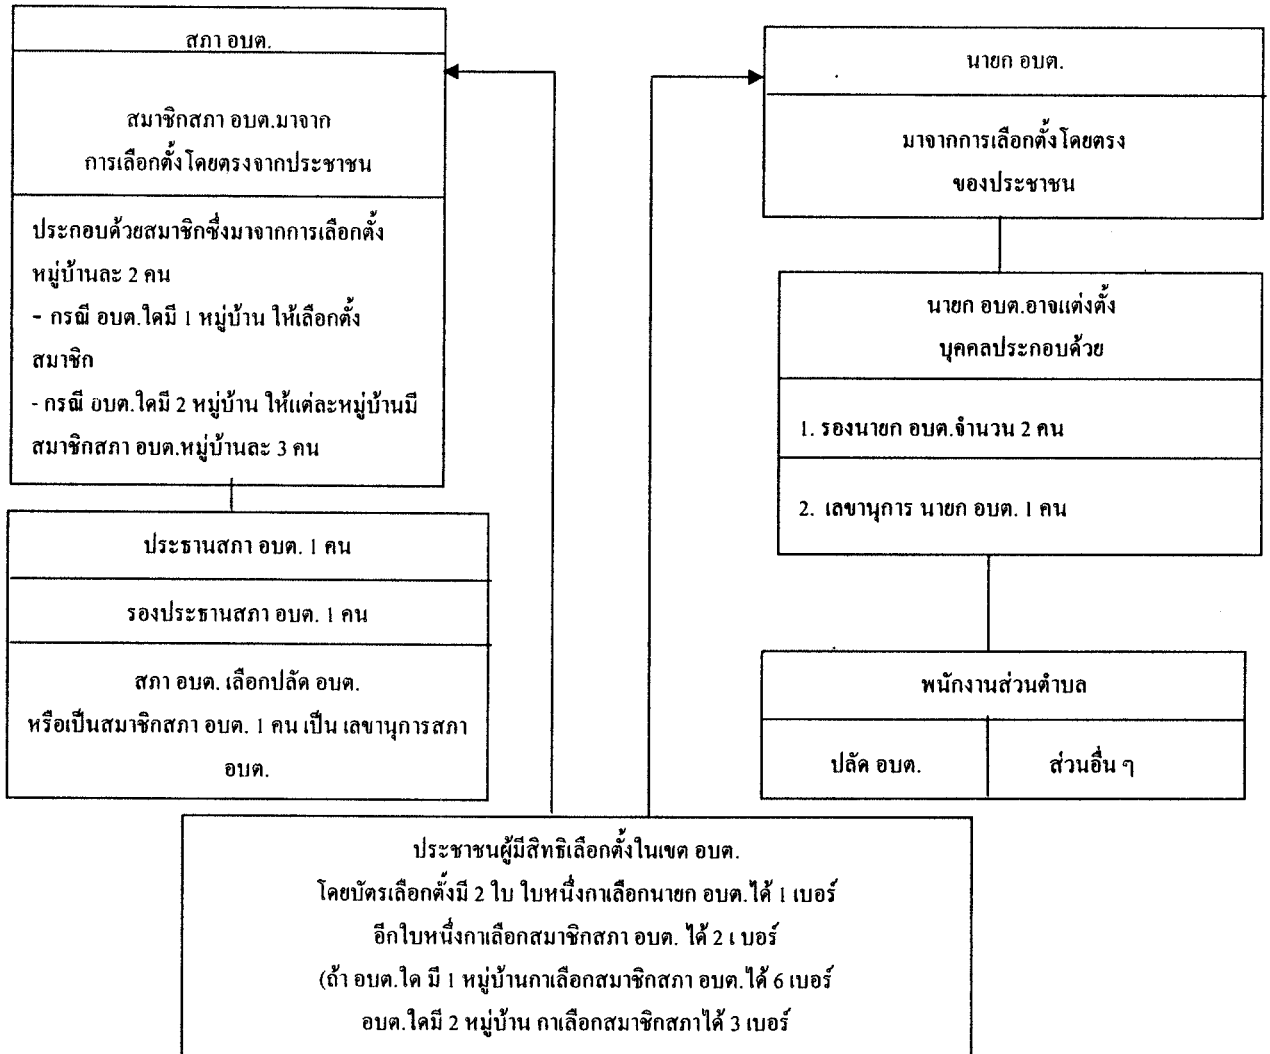 สภา อบต.
สมาชิกสภา อบต.มาจาก
การเลือกตั้งโดยตรงจากประชาชน
ประกอบด้วยสมาชิกซึ่งมาจากการเลือกตั้ง
หมู่บ้านละ 2 คน
- กรณี อบต.ใดมี 1 หมู่บ้าน ให้เลือกตั้ง
สมาชิก
- กรณี อบต.ใดมี 2 หมู่บ้าน ให้แต่ละหมู่บ้านมี
สมาชิกสภา อบต.หมู่บ้านละ 3 คน
ประธานสภา อบต. 1 คน
รองประธานสภา อบต. 1 คน
สภา อบต. เลือกปลัด อบต.
หรือเป็นสมาชิกสภา อบต. 1 คน เป็น เลขานุการสภา
อบต.
นายก อบต.
มาจากการเลือกตั้งโดยตรง
ของประชาชน
นายก อบต.อาจแต่งตั้ง
บุคคลประกอบด้วย
1. รองนายก อบต.จำนวน 2 คน
2. เลขานุการ นายก อบต. 1 คน
พนักงานส่วนตำบล
ปลัด อบต.
ส่วนอื่น ๆ
ประชาชนผู้มีสิทธิเลือกตั้งในเขต อบต.
โดยบัตรเลือกตั้งมี 2 ใบ ใบหนึ่งกาเลือกนายก อบต.ได้ 1 เบอร์
อีกใบหนึ่งกาเลือกสมาชิกสภา อบต. ได้ 2 เบอร์
(ถ้า อบต.ใด มี 1 หมู่บ้านกาเลือกสมาชิกสภา อบต.ได้ 6 เบอร์
อบต.ใดมี 2 หมู่บ้าน กาเลือกสมาชิกสภาได้ 3 เบอร์